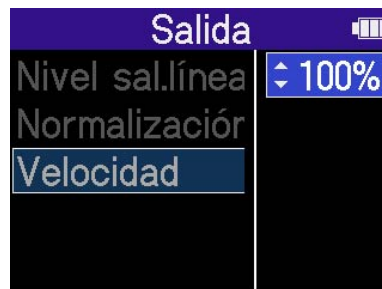 Salida
Nivel sal.línea
100%
Normalización
Velocidad